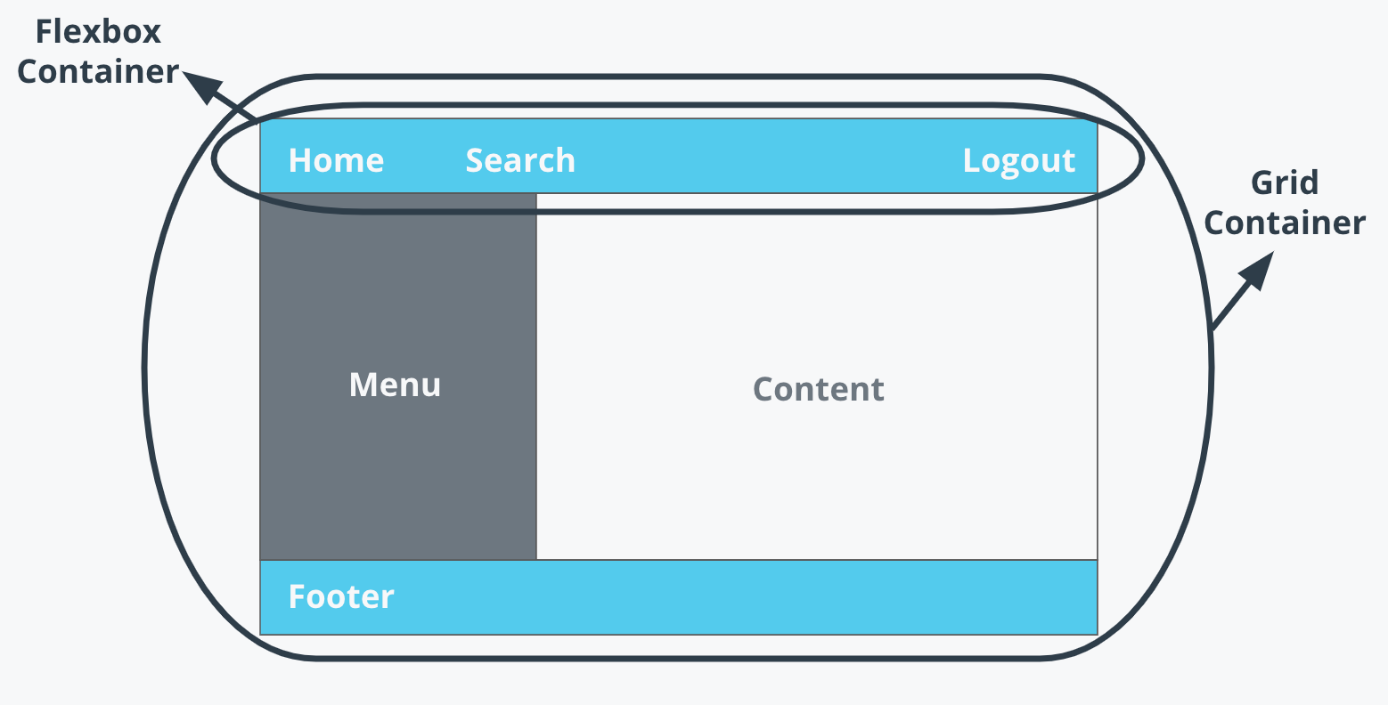 Flexbox
Container
Home Search Logout
Grid
Container
Menu
Content
Footer